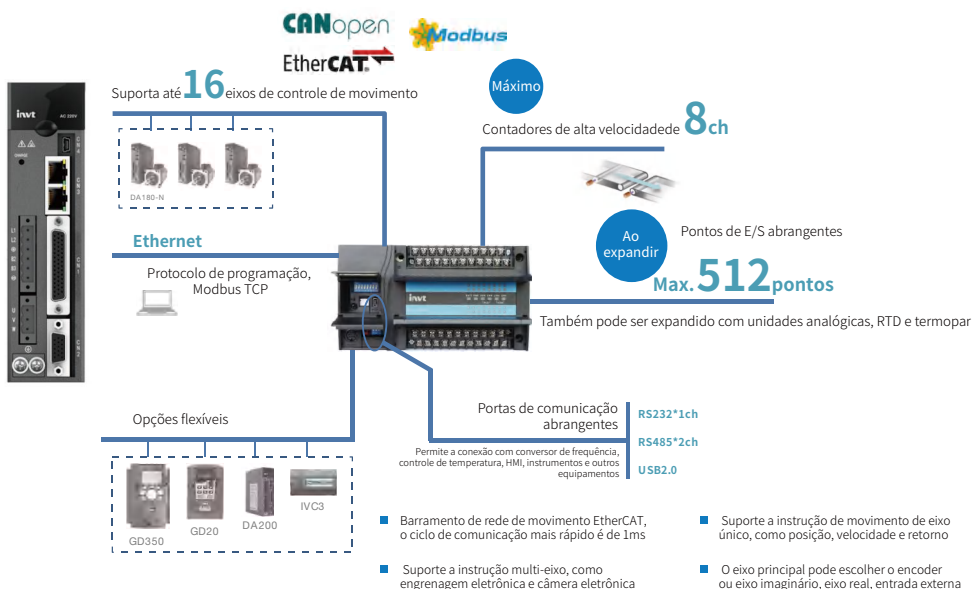 CANopen
Modbus
EtherCAT
Suporta até 16 eixos de controle de movimento
DA180-N
Máximo
Contadores de alta velocidadede 8ch
invt
AC 220V
CHARGE
CN4
CN3
CN1
CN2
Ethernet
Protocolo de programação,
Modbus TCP
Ao
expandir
Pontos de E/S abrangentes
Max. 512 pontos
Também pode ser expandido com unidades analógicas, RTD e termopar
invt
Opções flexíveis
GD350
GD20
DA200
IVC3
Portas de comunicação
abrangentes
Permite a conexão com conversor de frequência,
controle de temperatura, HMI, instrumentos e outros
equipamentos
RS232*1ch
RS485*2ch
USB2.0
Barramento de rede de movimento EtherCAT,
o ciclo de comunicação mais rápido é de 1ms
Suporte a instrução multi-eixo, como
engrenagem eletrônica e câmera eletrônica
Suporte a instrução de movimento de eixo
único, como posição, velocidade e retorno
O eixo principal pode escolher o encoder
ou eixo imaginário, eixo real, entrada externa